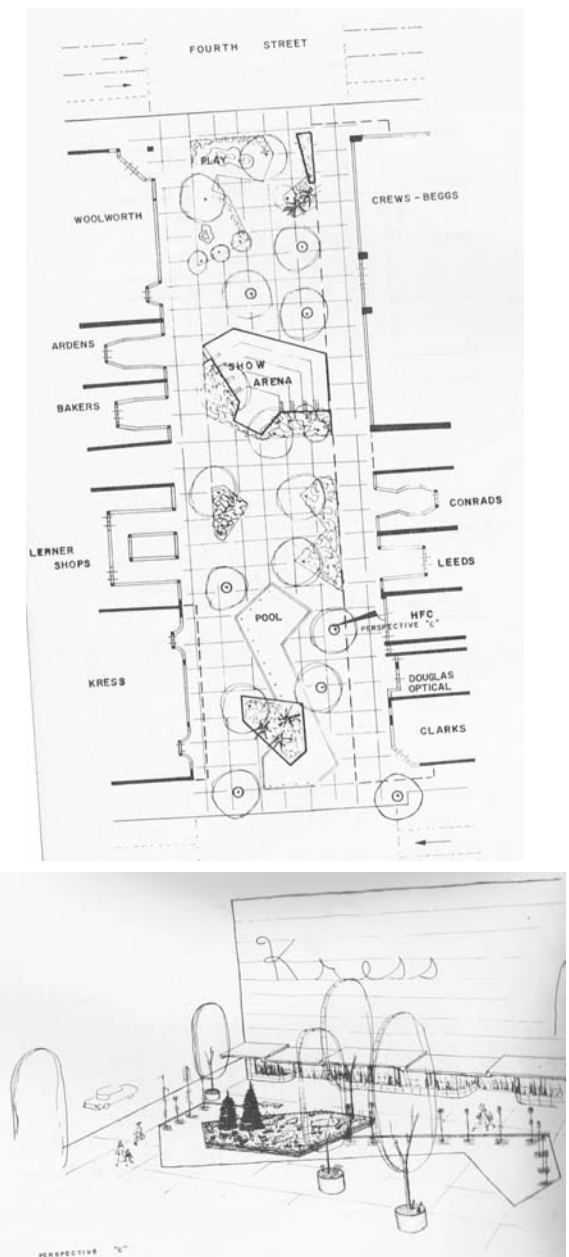 FOURTH STREET
PLAY
WOOLWORTH
CREWS - BEGGS
ARDENS
SHOW
ARENA
BAKERS
CONRADS
LERNER
SHOPS
LEEDS
POOL
HFC
PERSPECTIVE "C"
KRESS
DOUGLAS
OPTICAL
CLARKS
Kress
PERSPECTIVE "C"